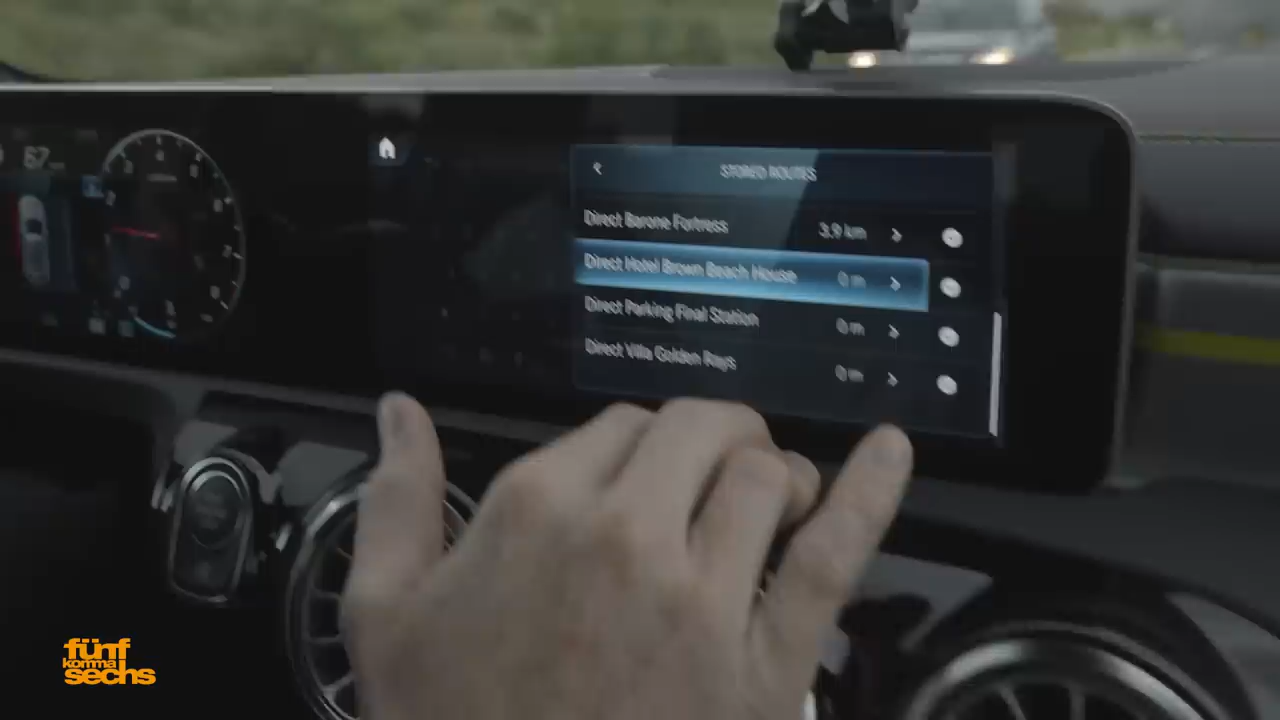 67
STORED ROUTES
Direct Barone Fortress 3.9 km
Direct Hotel Brown Beach House 0 m
Direct Parking Final Station 0 m
Direct Villa Golden Rays 0 m
fünf
komma
sechs